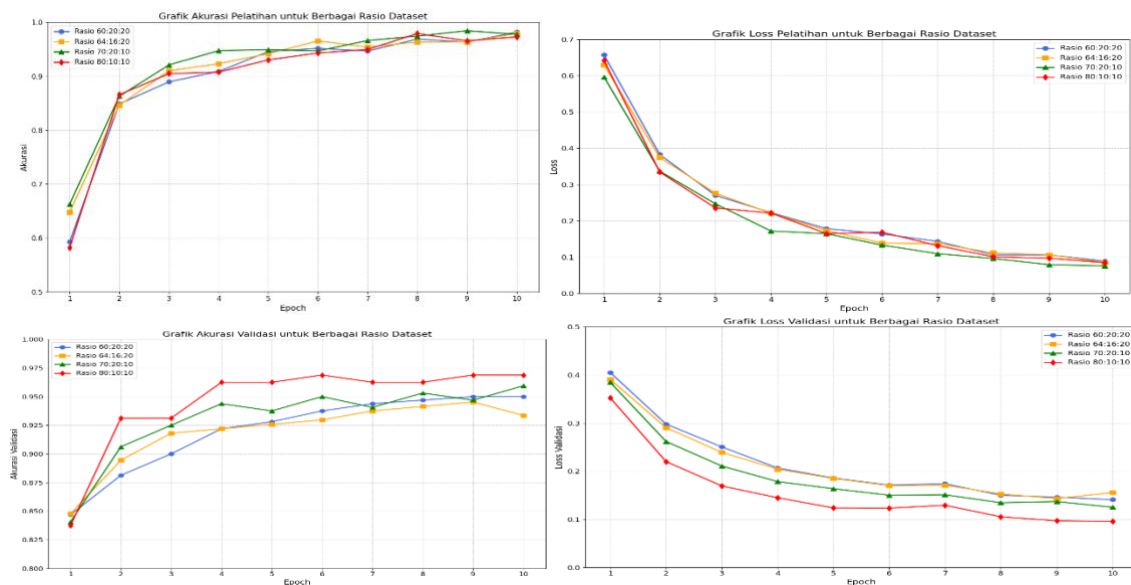 Grafik Akurasi Pelatihan untuk Berbagai Rasio Dataset
Rasio 60:20:20
Rasio 64:16:20
Rasio 70:20:10
Rasio 80:10:10
Akurasi
1.0
0.9
0.8
0.7
0.6
0.5
1 2 3 4 5 6 7 8 9 10
Epoch
Grafik Loss Pelatihan untuk Berbagai Rasio Dataset
Rasio 60:20:20
Rasio 64:16:20
Rasio 70:20:10
Rasio 80:10:10
Loss
0.7
0.6
0.5
0.4
0.3
0.2
0.1
0.0
1 2 3 4 5 6 7 8 9 10
Epoch
Grafik Akurasi Validasi untuk Berbagai Rasio Dataset
Rasio 60:20:20
Rasio 64:16:20
Rasio 70:20:10
Rasio 80:10:10
Akurasi Validasi
1.000
0.975
0.950
0.925
0.900
0.875
0.850
0.825
0.800
1 2 3 4 5 6 7 8 9 10
Epoch
Grafik Loss Validasi untuk Berbagai Rasio Dataset
Rasio 60:20:20
Rasio 64:16:20
Rasio 70:20:10
Rasio 80:10:10
Loss Validasi
0.5
0.4
0.3
0.2
0.1
0.0
1 2 3 4 5 6 7 8 9 10
Epoch